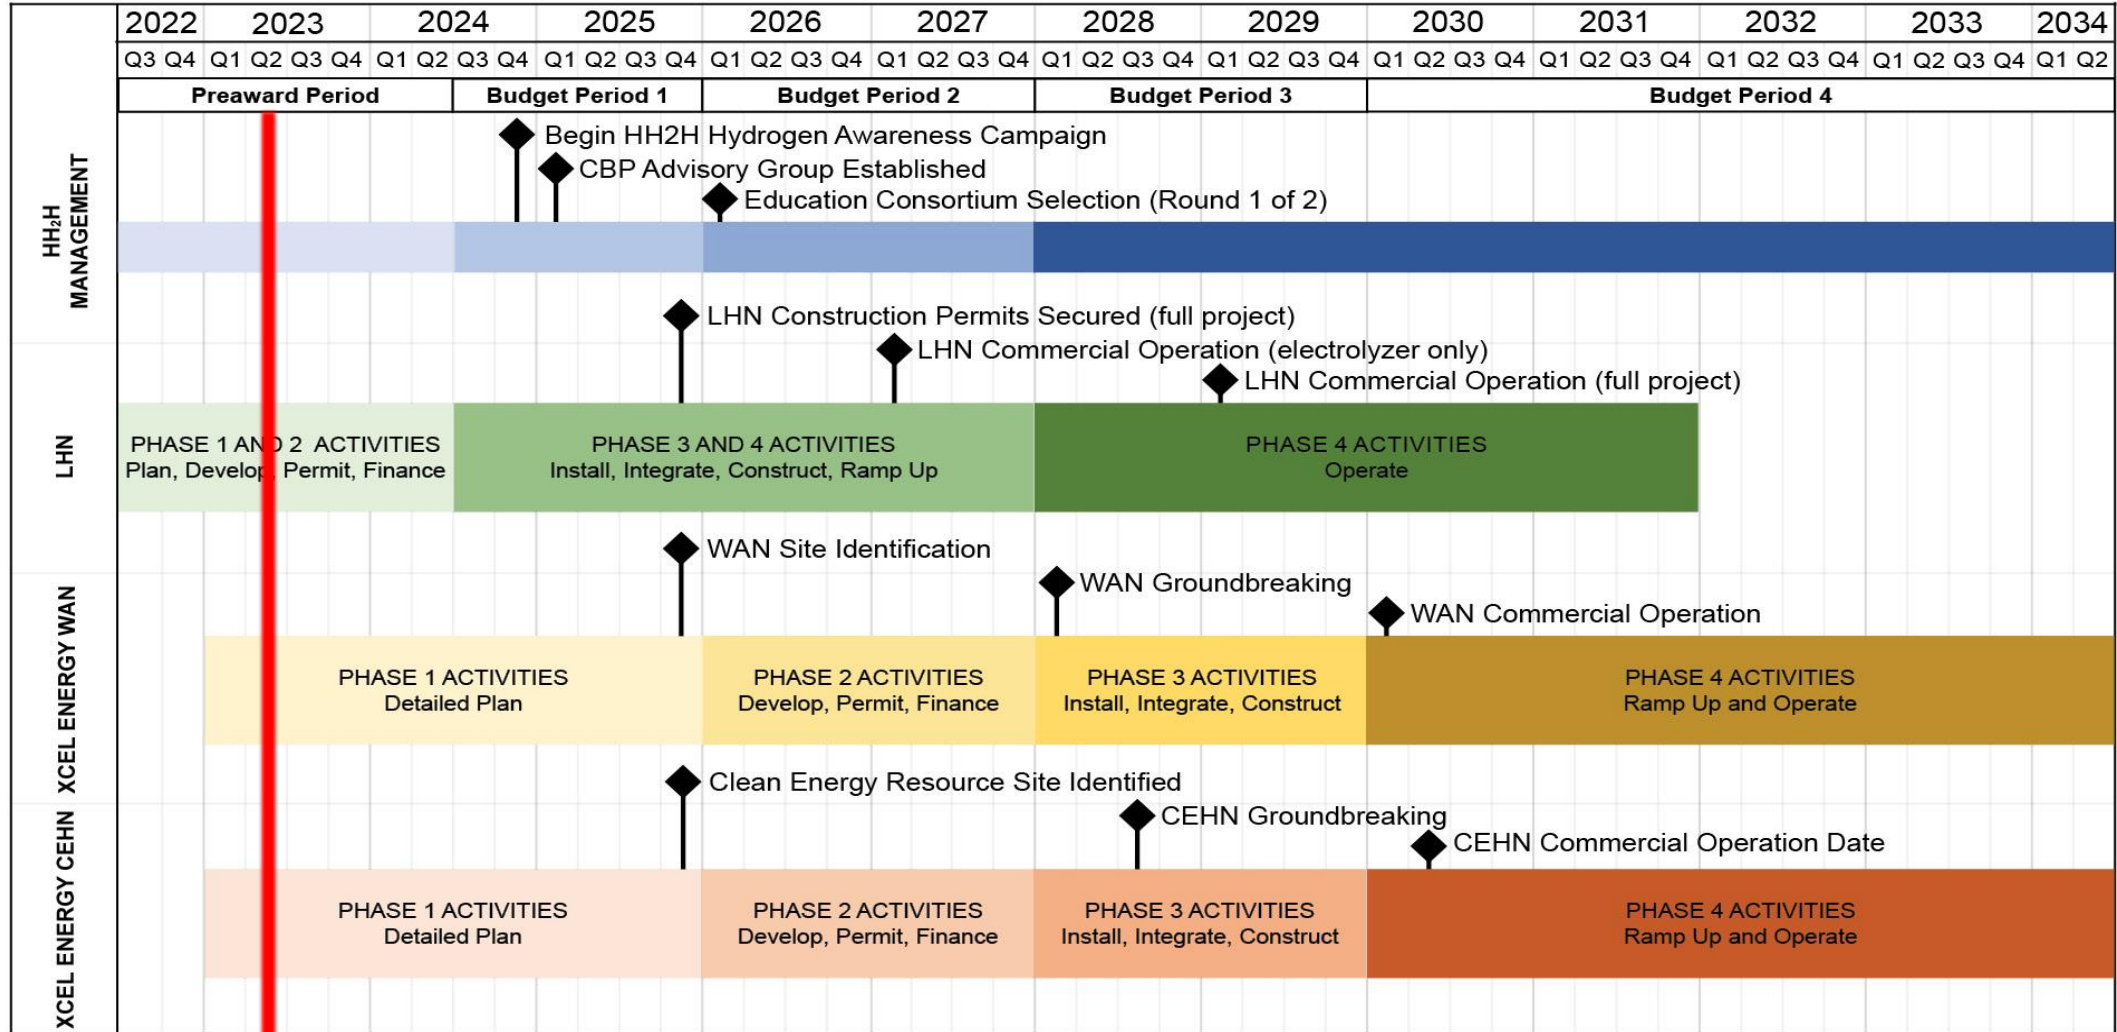 2022 2023 2024 2025 2026 2027 2028 2029 2030 2031 2032 2033 2034
Q3 Q4 Q1 Q2 Q3 Q4 Q1 Q2 Q3 Q4 Q1 Q2 Q3 Q4 Q1 Q2 Q3 Q4 Q1 Q2 Q3 Q4 Q1 Q2 Q3 Q4 Q1 Q2 Q3 Q4 Q1 Q2 Q3 Q4 Q1 Q2 Q3 Q4 Q1 Q2 Q3 Q4 Q1 Q2 Q3 Q4 Q1 Q2
Preaward Period Budget Period 1 Budget Period 2 Budget Period 3 Budget Period 4
HH₂H
MANAGEMENT
Begin HH2H Hydrogen Awareness Campaign
CBP Advisory Group Established
Education Consortium Selection (Round 1 of 2)
LHN
LHN Construction Permits Secured (full project)
LHN Commercial Operation (electrolyzer only)
LHN Commercial Operation (full project)
PHASE 1 AND 2 ACTIVITIES
Plan, Develop, Permit, Finance
PHASE 3 AND 4 ACTIVITIES
Install, Integrate, Construct, Ramp Up
PHASE 4 ACTIVITIES
Operate
XCEL ENERGY WAN
WAN Site Identification
WAN Groundbreaking
WAN Commercial Operation
PHASE 1 ACTIVITIES
Detailed Plan
PHASE 2 ACTIVITIES
Develop, Permit, Finance
PHASE 3 ACTIVITIES
Install, Integrate, Construct
PHASE 4 ACTIVITIES
Ramp Up and Operate
XCEL ENERGY CEHN
Clean Energy Resource Site Identified
CEHN Groundbreaking
CEHN Commercial Operation Date
PHASE 1 ACTIVITIES
Detailed Plan
PHASE 2 ACTIVITIES
Develop, Permit, Finance
PHASE 3 ACTIVITIES
Install, Integrate, Construct
PHASE 4 ACTIVITIES
Ramp Up and Operate